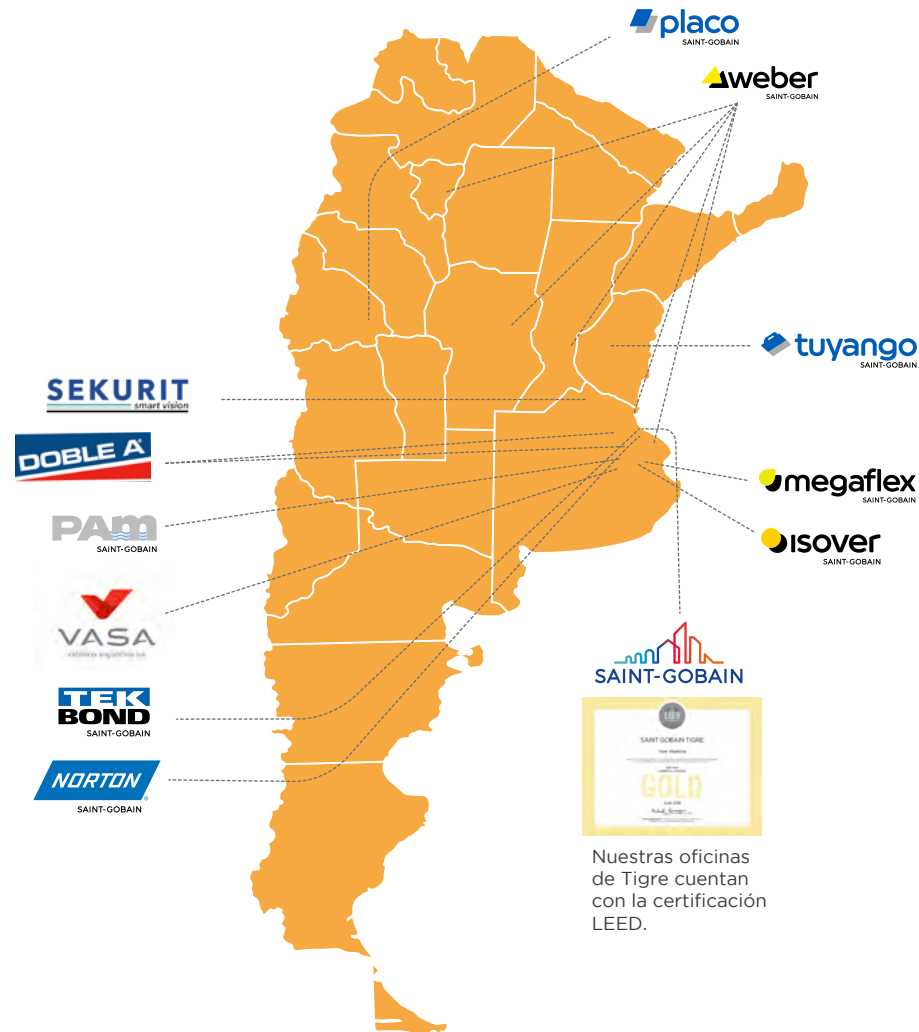 placo
SAINT-GOBAIN
weber
SAINT-GOBAIN
tuyango
SAINT-GOBAIN
SEKURIT
smart vision
DOBLE A
PAM
SAINT-GOBAIN
megaflex
SAINT-GOBAIN
ISOVER
SAINT-GOBAIN
VASA
SAINT-GOBAIN
TEK
BOND
SAINT-GOBAIN
NORTON
SAINT-GOBAIN
SAINT GOBAIN TIGRE
GOLD
Nuestras oficinas
de Tigre cuentan
con la certificación
LEED.